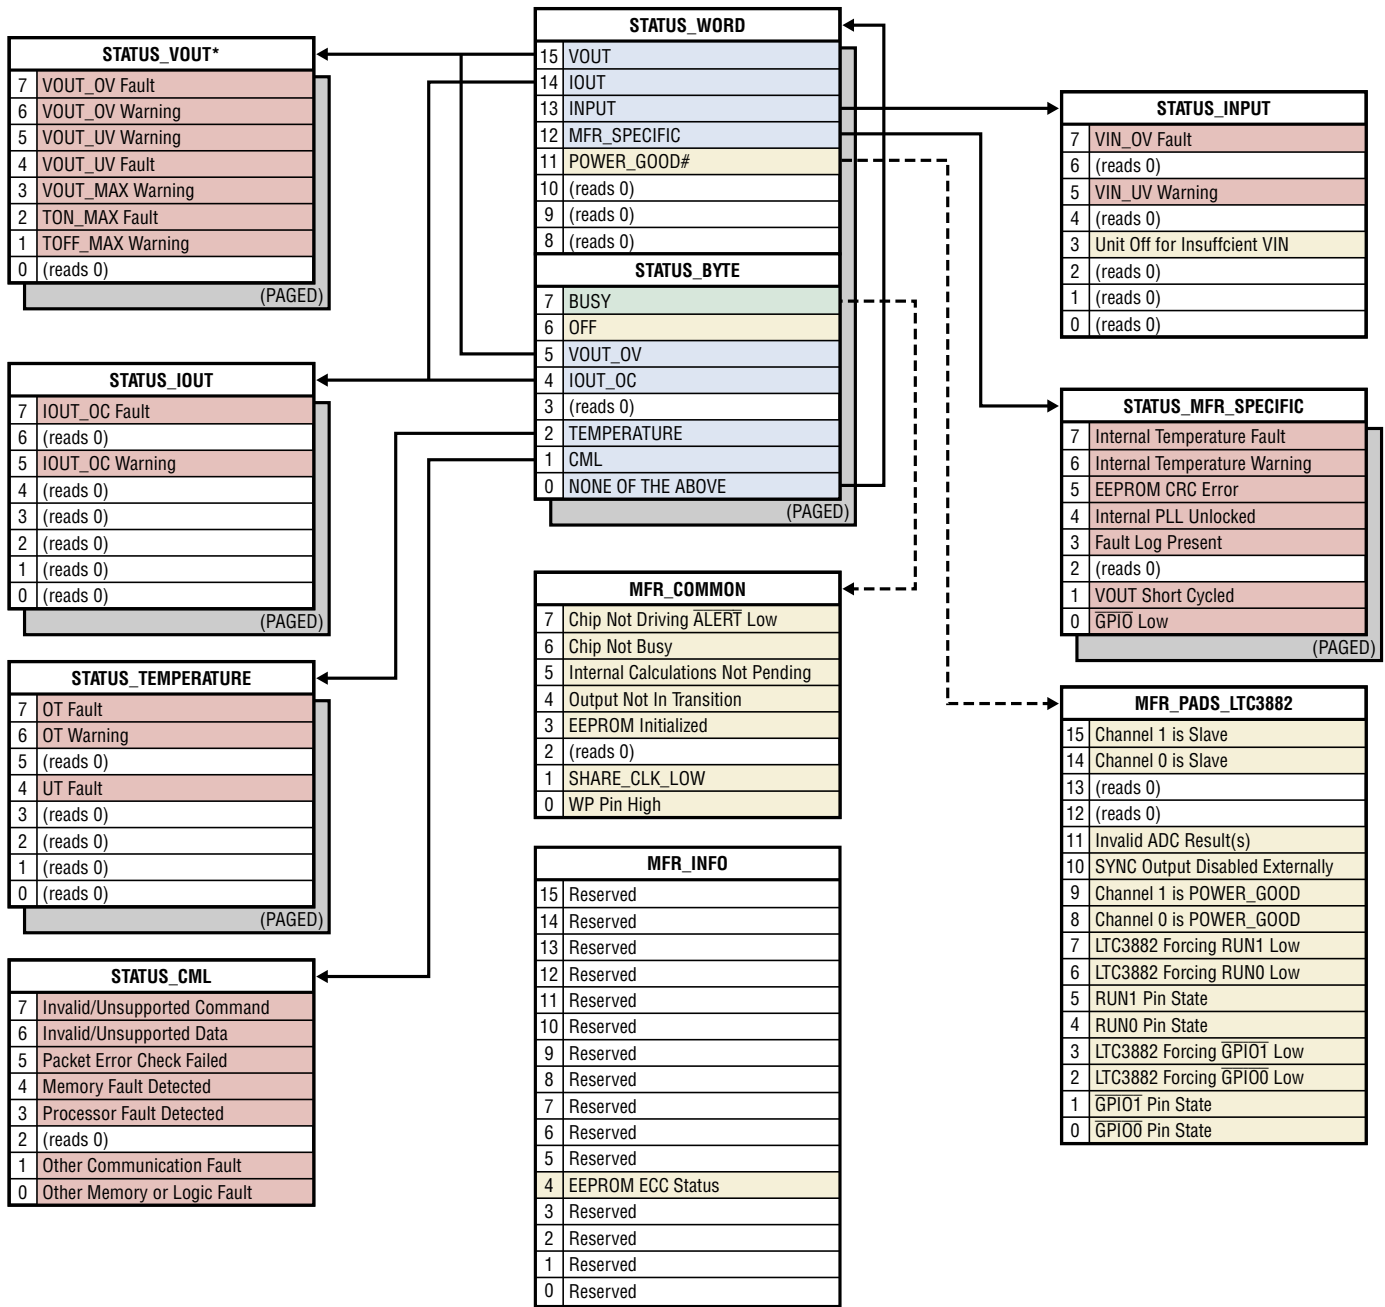 STATUS_VOUT*
7 VOUT_OV Fault
6 VOUT_OV Warning
5 VOUT_UV Warning
4 VOUT_UV Fault
3 VOUT_MAX Warning
2 TON_MAX Fault
1 TOFF_MAX Warning
0 (reads 0)
(PAGED)
STATUS_IOUT
7 IOUT_OC Fault
6 (reads 0)
5 IOUT_OC Warning
4 (reads 0)
3 (reads 0)
2 (reads 0)
1 (reads 0)
0 (reads 0)
(PAGED)
STATUS_TEMPERATURE
7 OT Fault
6 OT Warning
5 (reads 0)
4 UT Fault
3 (reads 0)
2 (reads 0)
1 (reads 0)
0 (reads 0)
(PAGED)
STATUS_CML
7 Invalid/Unsupported Command
6 Invalid/Unsupported Data
5 Packet Error Check Failed
4 Memory Fault Detected
3 Processor Fault Detected
2 (reads 0)
1 Other Communication Fault
0 Other Memory or Logic Fault
STATUS_WORD
15 VOUT
14 IOUT
13 INPUT
12 MFR_SPECIFIC
11 POWER_GOOD#
10 (reads 0)
9 (reads 0)
8 (reads 0)
STATUS_BYTE
7 BUSY
6 OFF
5 VOUT_OV
4 IOUT_OC
3 (reads 0)
2 TEMPERATURE
1 CML
0 NONE OF THE ABOVE
(PAGED)
MFR_COMMON
7 Chip Not Driving A̅L̅E̅R̅T̅ Low
6 Chip Not Busy
5 Internal Calculations Not Pending
4 Output Not In Transition
3 EEPROM Initialized
2 (reads 0)
1 SHARE_CLK_LOW
0 WP Pin High
MFR_INFO
15 Reserved
14 Reserved
13 Reserved
12 Reserved
11 Reserved
10 Reserved
9 Reserved
8 Reserved
7 Reserved
6 Reserved
5 Reserved
4 EEPROM ECC Status
3 Reserved
2 Reserved
1 Reserved
0 Reserved
STATUS_INPUT
7 VIN_OV Fault
6 (reads 0)
5 VIN_UV Warning
4 (reads 0)
3 Unit Off for Insuffcient VIN
2 (reads 0)
1 (reads 0)
0 (reads 0)
STATUS_MFR_SPECIFIC
7 Internal Temperature Fault
6 Internal Temperature Warning
5 EEPROM CRC Error
4 Internal PLL Unlocked
3 Fault Log Present
2 (reads 0)
1 VOUT Short Cycled
0 G̅P̅I̅O̅ Low
(PAGED)
MFR_PADS_LTC3882
15 Channel 1 is Slave
14 Channel 0 is Slave
13 (reads 0)
12 (reads 0)
11 Invalid ADC Result(s)
10 SYNC Output Disabled Externally
9 Channel 1 is POWER_GOOD
8 Channel 0 is POWER_GOOD
7 LTC3882 Forcing RUN1 Low
6 LTC3882 Forcing RUN0 Low
5 RUN1 Pin State
4 RUN0 Pin State
3 LTC3882 Forcing G̅P̅I̅O̅1̅ Low
2 LTC3882 Forcing G̅P̅I̅O̅0̅ Low
1 G̅P̅I̅O̅1̅ Pin State
0 G̅P̅I̅O̅0̅ Pin State